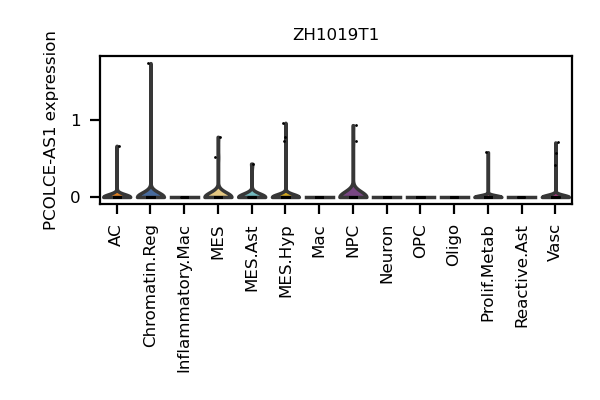 ZH1019T1
PCOLCE-AS1 expression
1
0
AC
Chromatin.Reg
Inflammatory.Mac
MES
MES.Ast
MES.Hyp
Mac
NPC
Neuron
OPC
Oligo
Prolif.Metab
Reactive.Ast
Vasc